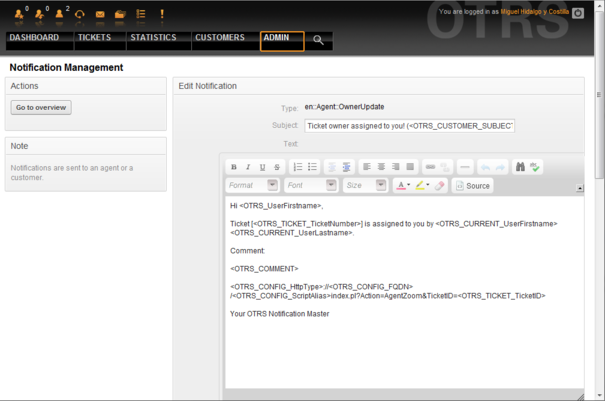 0 0 2
OTRS
You are logged in as Miguel Hidalgo y Costilla
DASHBOARD TICKETS STATISTICS CUSTOMERS ADMIN
Notification Management
Actions
Go to overview
Note
Notifications are sent to an agent or a
customer.
Edit Notification
Type: en::Agent::OwnerUpdate
Subject: Ticket owner assigned to you! (<OTRS_CUSTOMER_SUBJECT
Text:
B I U S
Format Font Size A Source
Hi <OTRS_UserFirstname>,
Ticket [<OTRS_TICKET_TicketNumber>] is assigned to you by <OTRS_CURRENT_UserFirstname>
<OTRS_CURRENT_UserLastname>.
Comment:
<OTRS_COMMENT>
<OTRS_CONFIG_HttpType>://<OTRS_CONFIG_FQDN>
/<OTRS_CONFIG_ScriptAlias>index.pl?Action=AgentZoom&TicketID=<OTRS_TICKET_TicketID>
Your OTRS Notification Master